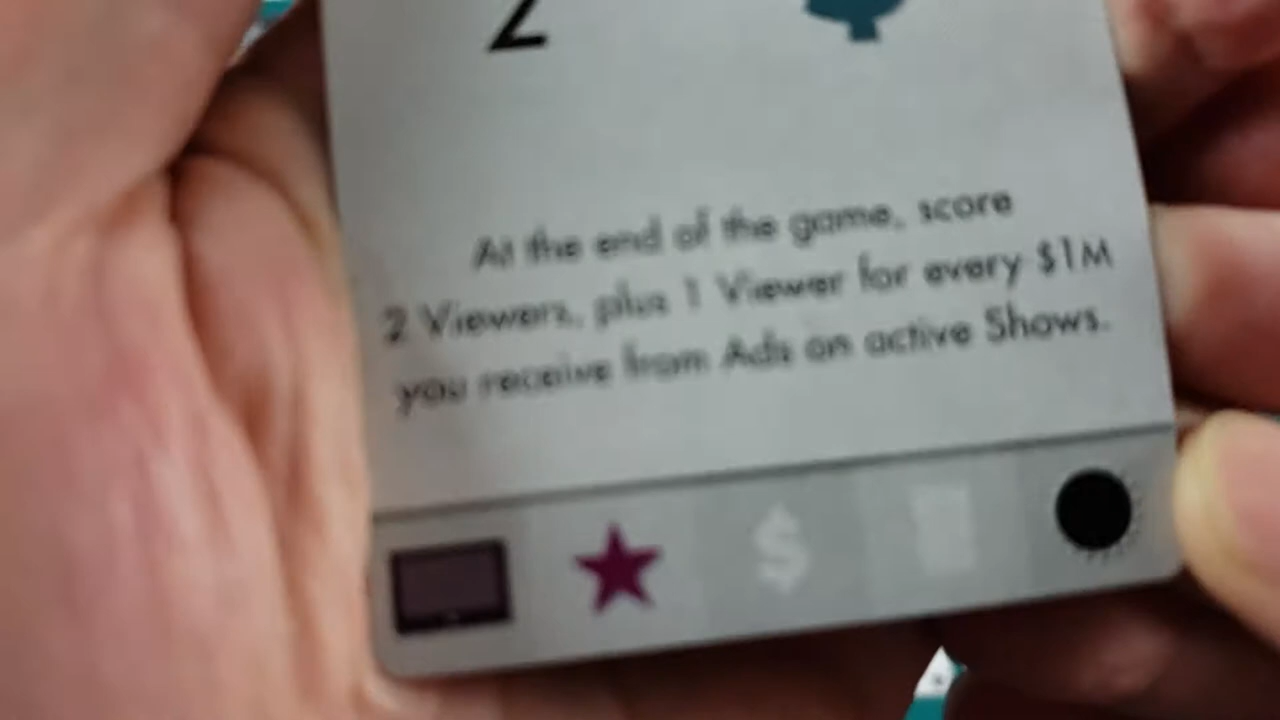 2
At the end of the game, score
2 Viewers, plus 1 Viewer for every $1M
you receive from Ads on active Shows.
$